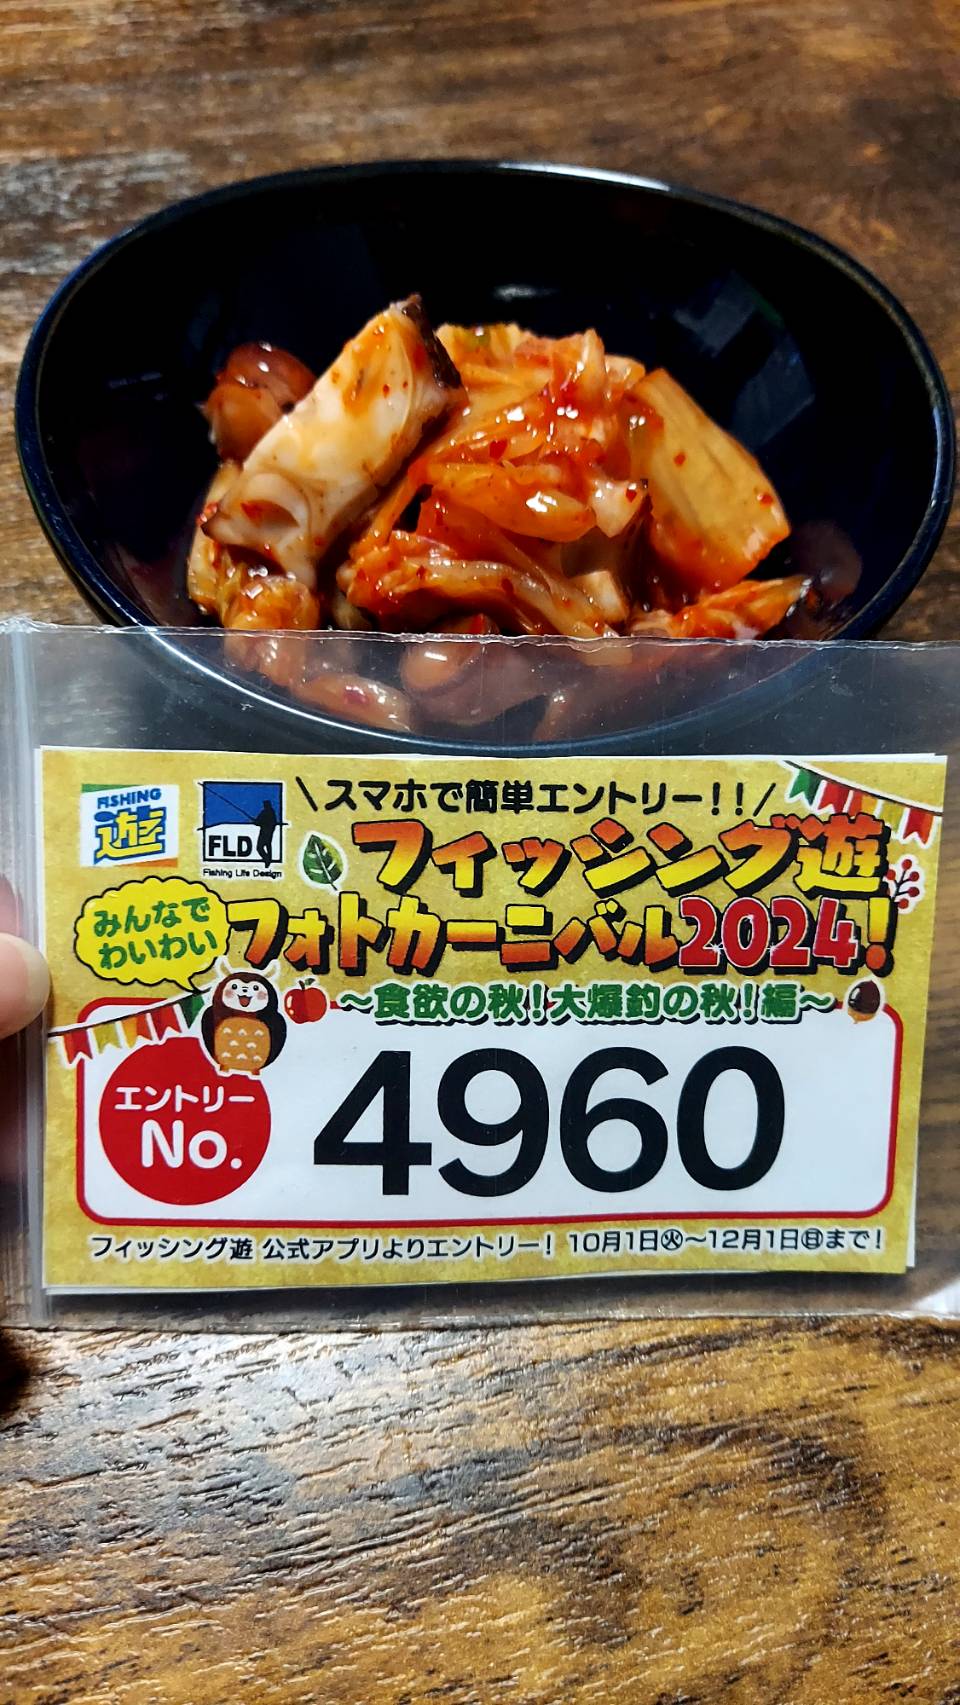 ＼スマホで簡単エントリー！！／
FISHING
遊
FLD
Fishing Life Design
フィッシング遊
みんなで
わいわい
フォトカーニバル2024！
～食欲の秋！大爆釣の秋！編～
エントリー
No.
4960
フィッシング遊 公式アプリよりエントリー！ 10月1日㊋～12月1日㊐まで！